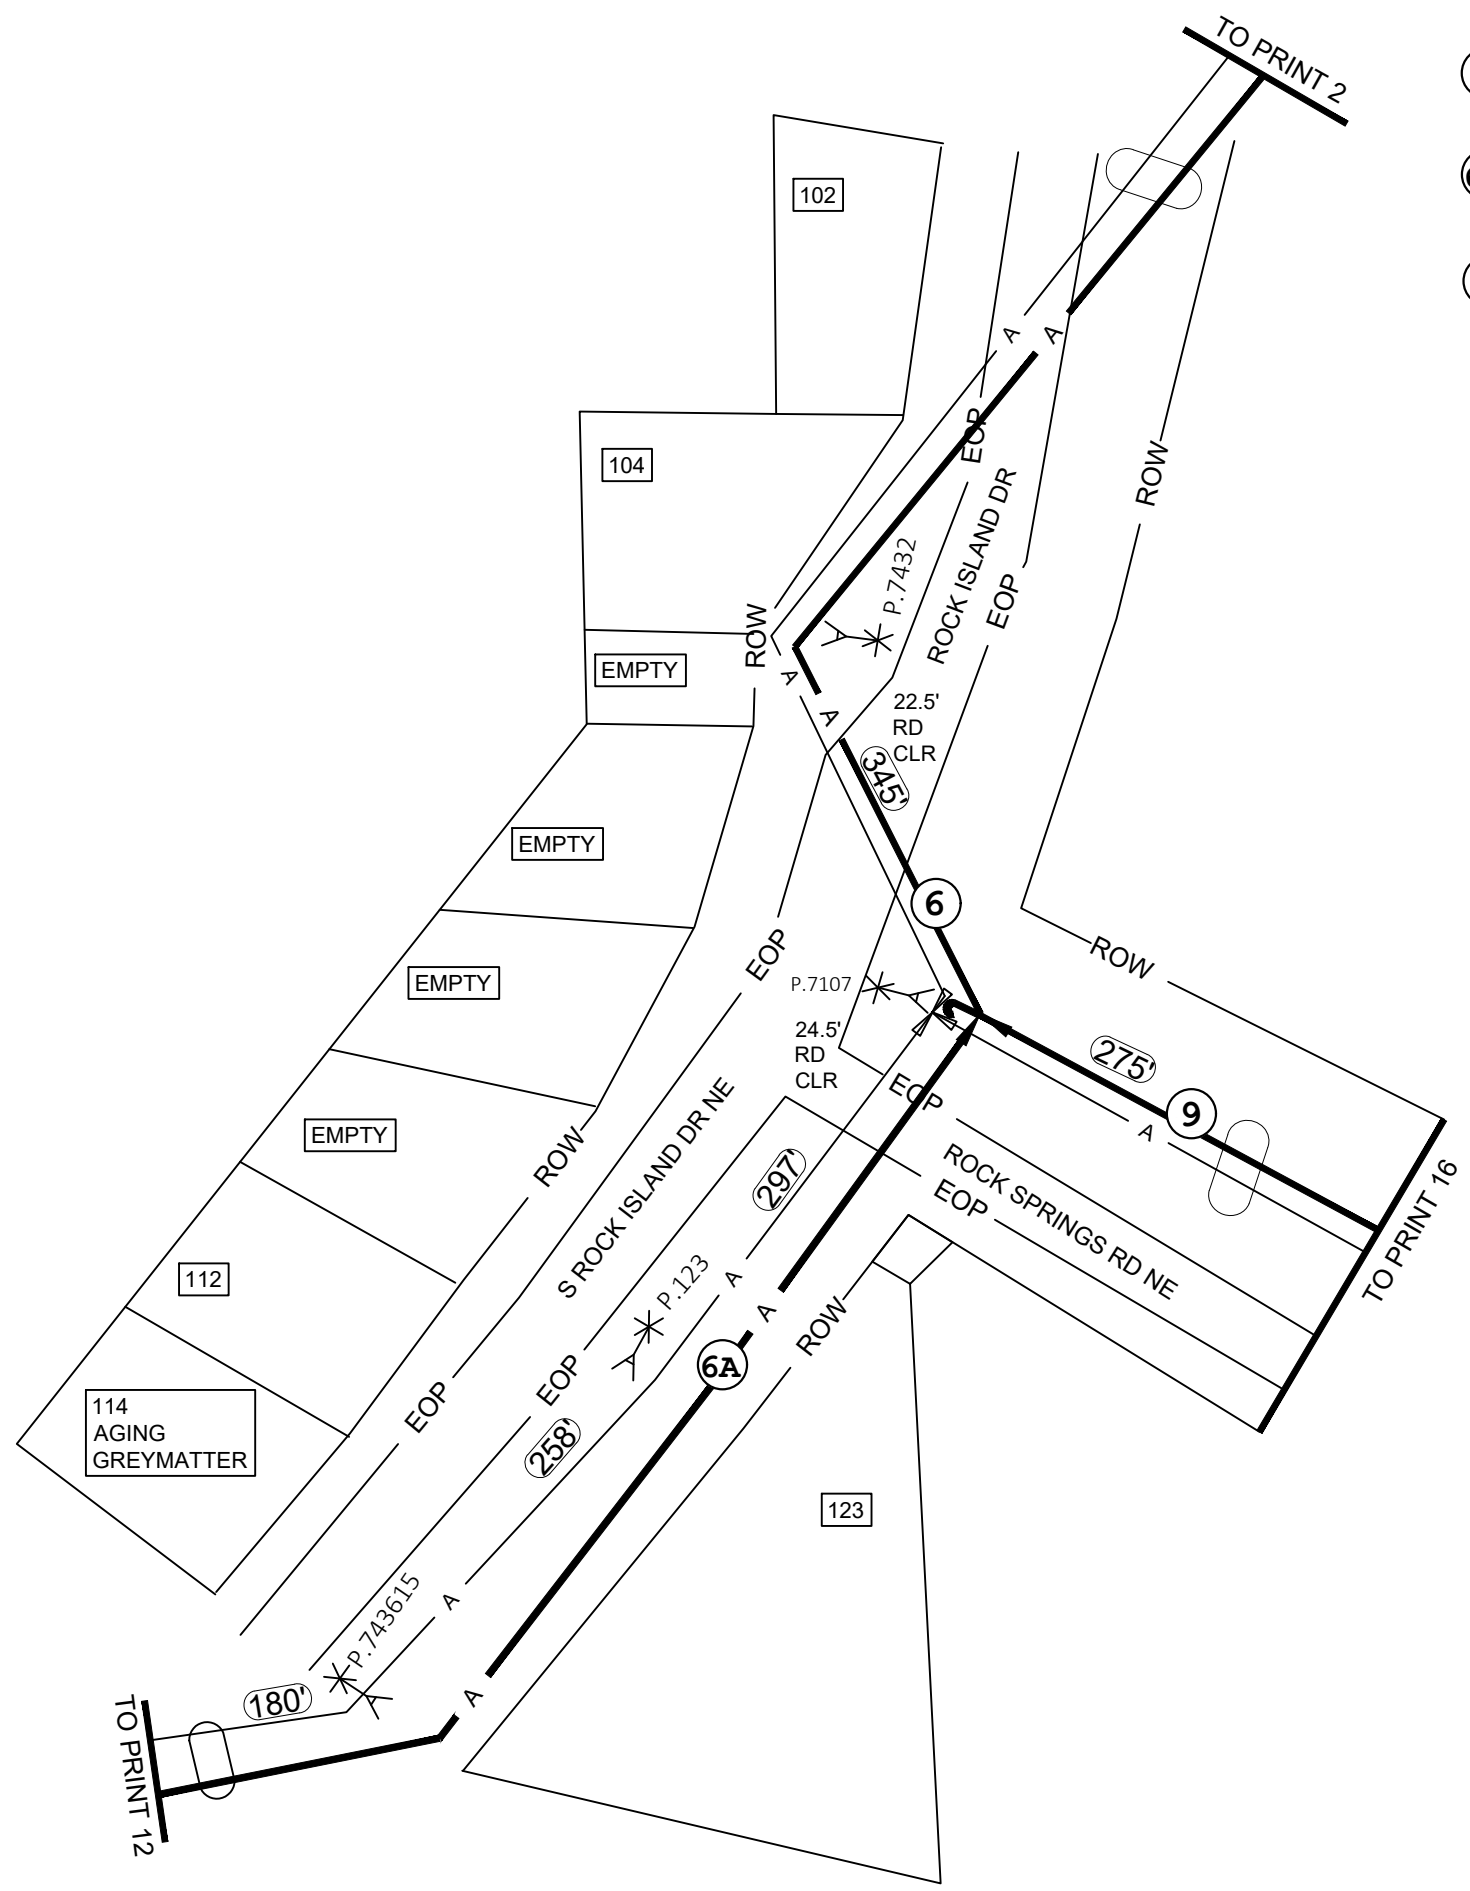 TO PRINT 2
102
A
A
EOP
ROW
104
ROCK ISLAND DR
P.7432
EOP
ROW
EMPTY
A
A
22.5'
RD
CLR
345'
EMPTY
6
EOP
ROW
EMPTY
P.7107
24.5'
RD
CLR
275'
EOP
9
A
EMPTY
ROW
S ROCK ISLAND DR NE
297'
ROCK SPRINGS RD NE
EOP
TO PRINT 16
112
P.123
A
A
ROW
6A
EOP
EOP
114
AGING
GREYMATTER
258'
123
P.743615
A
180'
A
TO PRINT 12